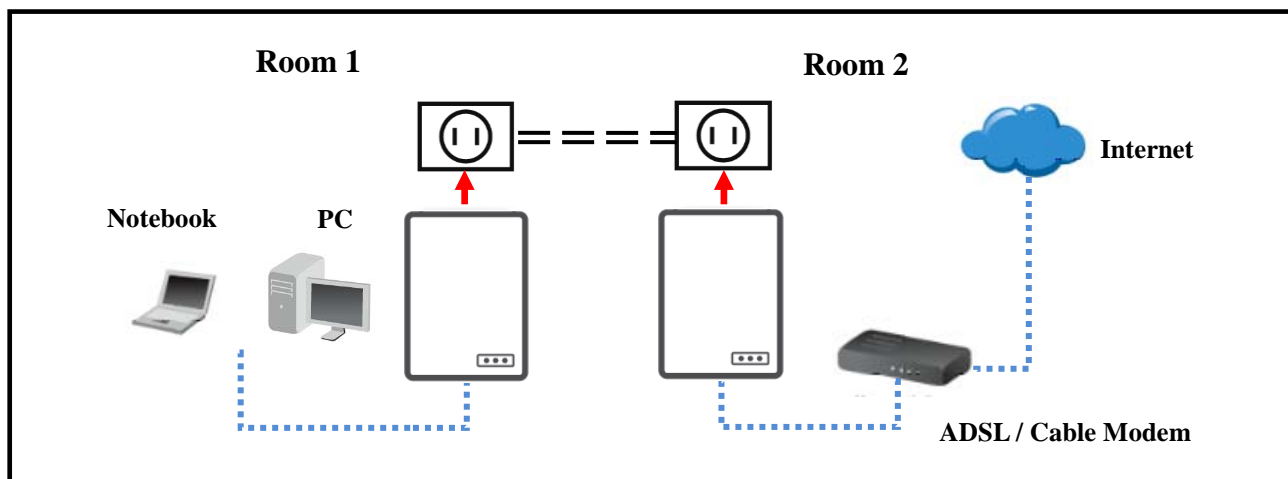 Room 1
Room 2
Internet
Notebook
PC
ADSL / Cable Modem